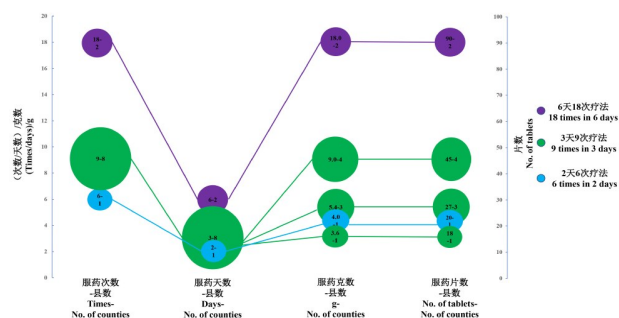 （次数/天数）/克数
(Times/days)/g
20
18
16
14
12
10
8
6
4
2
0
18-
2
9-8
6-
1
6-2
3-8
2-
1
18.0
-2
9.0-4
5.4-3
4.0
-1
3.6
-1
90-
2
45-4
27-3
20-
1
18
-1
100
90
80
70
60
50
40
30
20
10
0
片数
No. of tablets
6天18次疗法
18 times in 6 days
3天9次疗法
9 times in 3 days
2天6次疗法
6 times in 2 days
服药次数
-县数
Times-
No. of counties
服药天数
-县数
Days-
No. of counties
服药克数
-县数
g-
No. of counties
服药片数
-县数
No. of tablets-
No. of counties